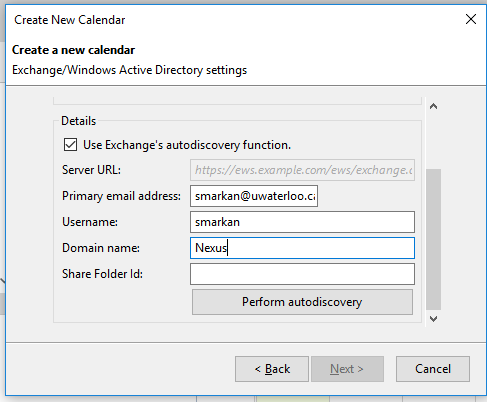 Create New Calendar
Create a new calendar
Exchange/Windows Active Directory settings
Details
Use Exchange's autodiscovery function.
Server URL: https://ews.example.com/ews/exchange.
Primary email address: smarkan@uwaterloo.ca
Username: smarkan
Domain name: Nexus
Share Folder Id:
Perform autodiscovery
< Back Next > Cancel